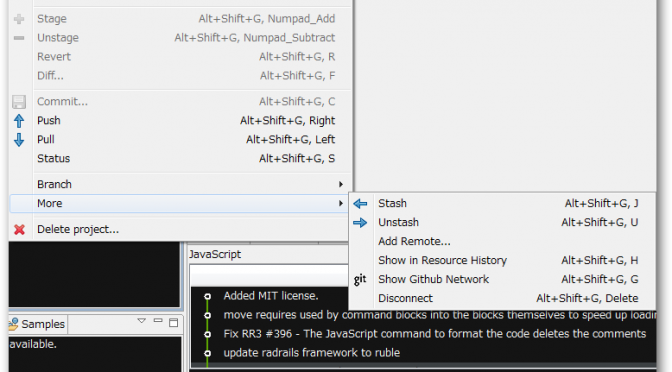 Stage Alt+Shift+G, Numpad_Add
Unstage Alt+Shift+G, Numpad_Subtract
Revert Alt+Shift+G, R
Diff... Alt+Shift+G, F
Commit... Alt+Shift+G, C
Push Alt+Shift+G, Right
Pull Alt+Shift+G, Left
Status Alt+Shift+G, S
Branch
More
Delete project...
Stash Alt+Shift+G, J
Unstash Alt+Shift+G, U
Add Remote...
Show in Resource History Alt+Shift+G, H
git Show Github Network Alt+Shift+G, G
Disconnect Alt+Shift+G, Delete
JavaScript
Added MIT license.
move requires used by command blocks into the blocks themselves to speed up loadin
Fix RR3 #396 - The JavaScript command to format the code deletes the comments
update radrails framework to ruble
Samples
available.